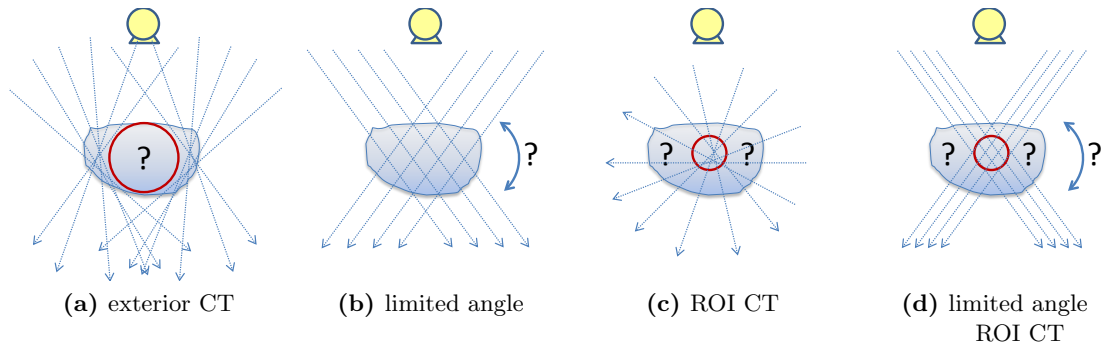 ?
?
? ?
? ?
?
(a) exterior CT
(b) limited angle
(c) ROI CT
(d) limited angle
ROI CT